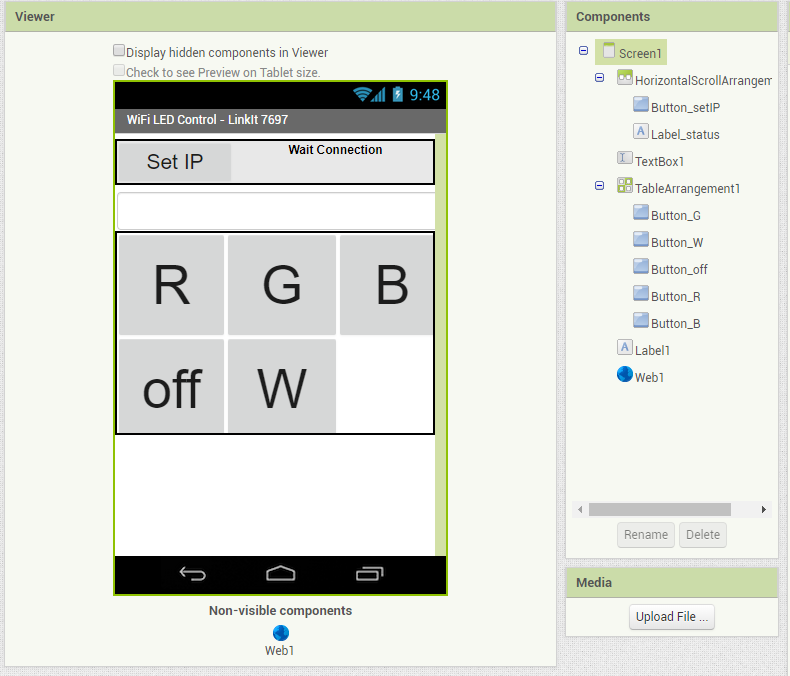 Viewer
Display hidden components in Viewer
Check to see Preview on Tablet size.
9:48
WiFi LED Control - LinkIt 7697
Set IP
Wait Connection
R G B
off W
Non-visible components
Web1
Components
Screen1
HorizontalScrollArrangem
Button_setIP
A Label_status
TextBox1
TableArrangement1
Button_G
Button_W
Button_off
Button_R
Button_B
A Label1
Web1
Rename Delete
Media
Upload File ...